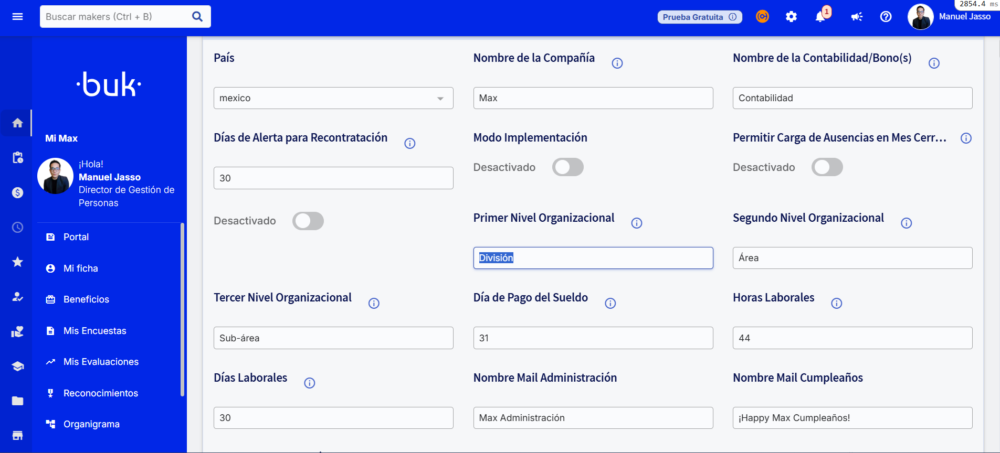 2854.4 ms
Buscar makers (Ctrl + B)
Prueba Gratuita
1
Manuel Jasso
·buk·
Mi Max
¡Hola!
Manuel Jasso
Director de Gestión de
Personas
Portal
Mi ficha
Beneficios
Mis Encuestas
Mis Evaluaciones
Reconocimientos
Organigrama
País
Nombre de la Compañía
Nombre de la Contabilidad/Bono(s)
mexico
Max
Contabilidad
Días de Alerta para Recontratación
Modo Implementación
Permitir Carga de Ausencias en Mes Cerr...
30
Desactivado
Desactivado
Desactivado
Primer Nivel Organizacional
Segundo Nivel Organizacional
División
Área
Tercer Nivel Organizacional
Día de Pago del Sueldo
Horas Laborales
Sub-área
31
44
Días Laborales
Nombre Mail Administración
Nombre Mail Cumpleaños
30
Max Administración
¡Happy Max Cumpleaños!